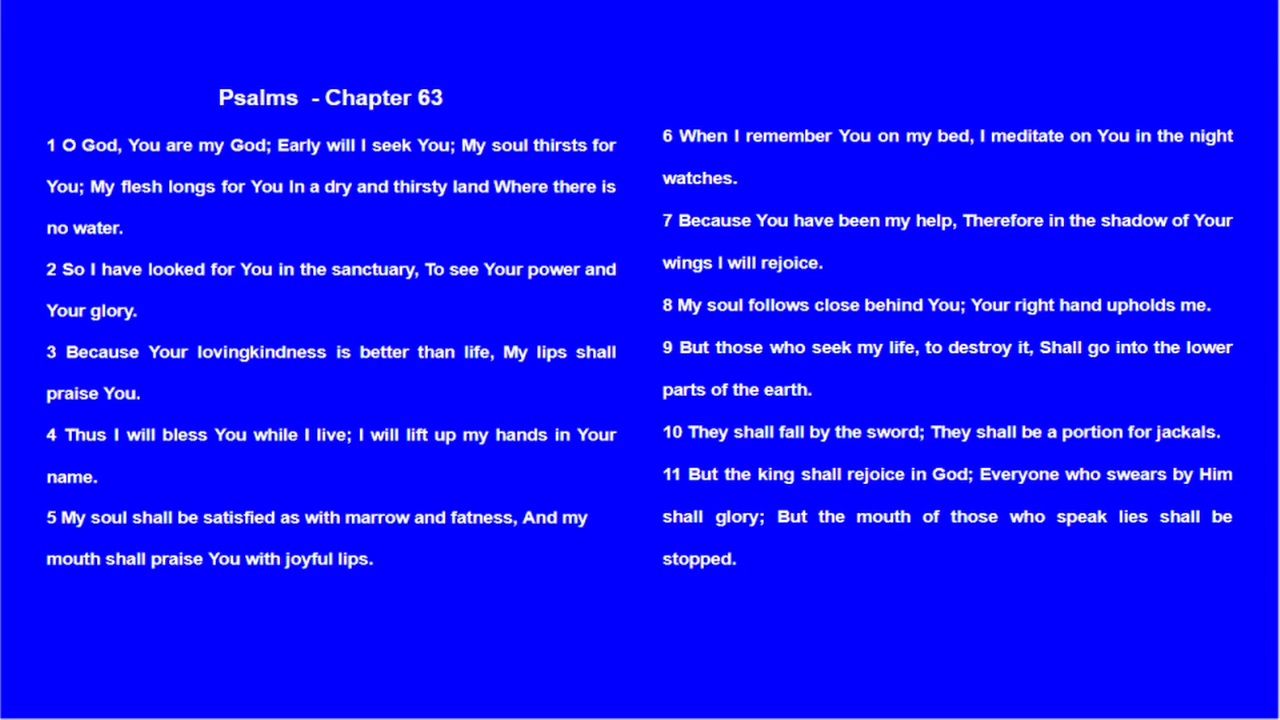 Psalms - Chapter 63
1 O God, You are my God; Early will I seek You; My soul thirsts for
You; My flesh longs for You In a dry and thirsty land Where there is
no water.
2 So I have looked for You in the sanctuary, To see Your power and
Your glory.
3 Because Your lovingkindness is better than life, My lips shall
praise You.
4 Thus I will bless You while I live; I will lift up my hands in Your
name.
5 My soul shall be satisfied as with marrow and fatness, And my
mouth shall praise You with joyful lips.
6 When I remember You on my bed, I meditate on You in the night
watches.
7 Because You have been my help, Therefore in the shadow of Your
wings I will rejoice.
8 My soul follows close behind You; Your right hand upholds me.
9 But those who seek my life, to destroy it, Shall go into the lower
parts of the earth.
10 They shall fall by the sword; They shall be a portion for jackals.
11 But the king shall rejoice in God; Everyone who swears by Him
shall glory; But the mouth of those who speak lies shall be
stopped.